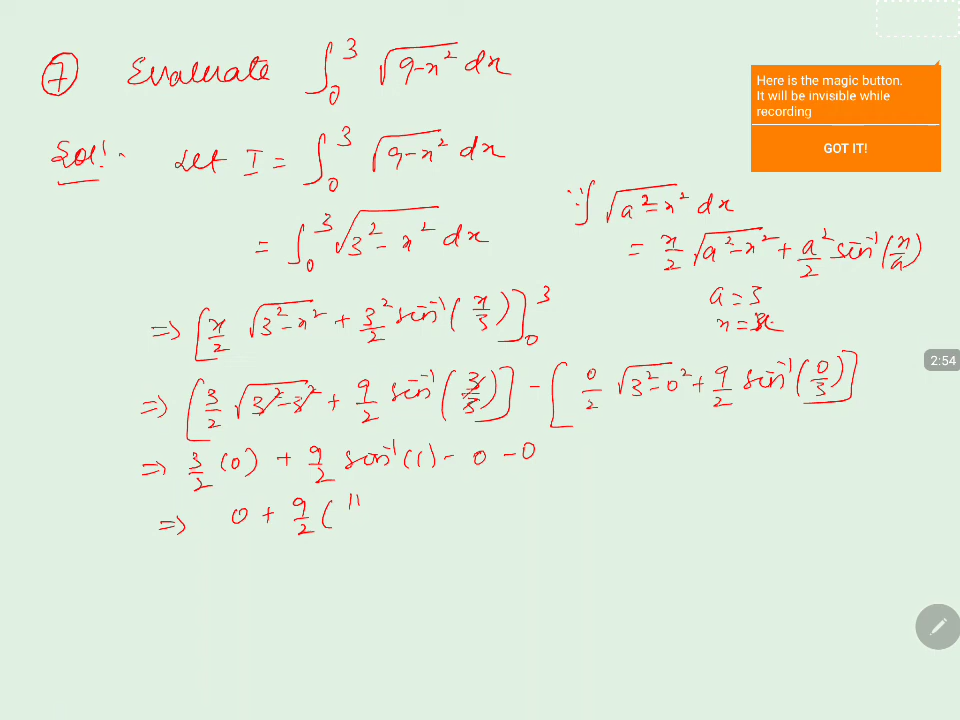 ⑦ Evaluate ∫₀³ √(9-x²) dx
Sol:- Let I = ∫₀³ √(9-x²) dx
= ∫₀³ √(3²-x²) dx
∵ ∫ √(a²-x²) dx
= x/2 √(a²-x²) + a²/2 sin⁻¹(x/a)
a = 3
x = x
⇒ [x/2 √(3²-x²) + 3²/2 sin⁻¹(x/3)]₀³
⇒ [3/2 √(3²-3²) + 9/2 sin⁻¹(3/3)] - [0/2 √(3²-0²) + 9/2 sin⁻¹(0/3)]
⇒ 3/2 (0) + 9/2 sin⁻¹(1) - 0 - 0
⇒ 0 + 9/2 (
Here is the magic button.
It will be invisible while
recording
GOT IT!
2:54